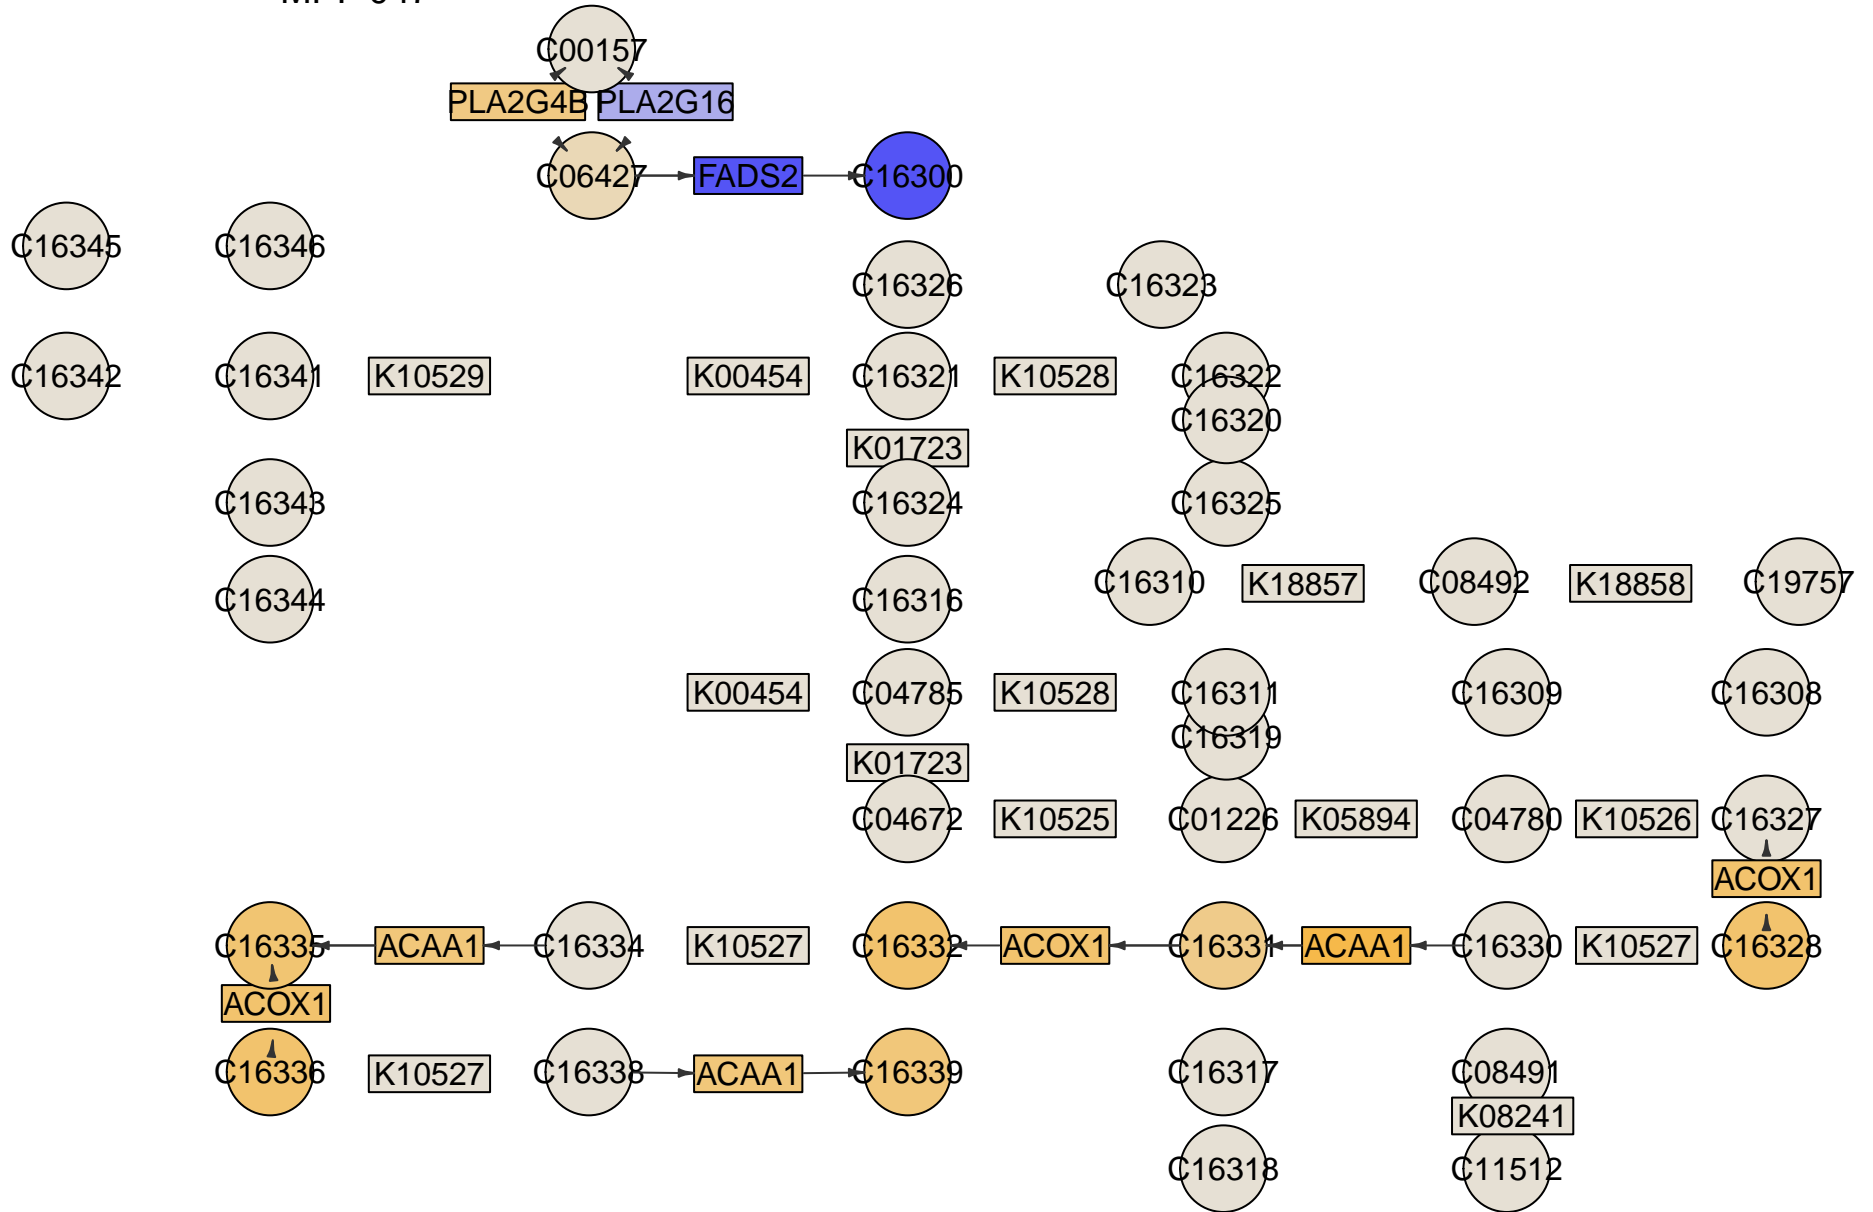 C00157
PLA2G4B PLA2G16
C06427 FADS2 C16300
C16345 C16346
C16326 C16323
C16342 C16341 K10529 K00454 C16321 K10528 C16322
C16320
K01723
C16343 C16324 C16325
C16310 K18857 C08492 K18858 C19757
C16344 C16316
K00454 C04785 K10528 C16311 C16309 C16308
C16319
K01723
C04672 K10525 C01226 K05894 C04780 K10526 C16327
ACOX1
C16335 ACAA1 C16334 K10527 C16332 ACOX1 C16331 ACAA1 C16330 K10527 C16328
ACOX1
C16336 K10527 C16338 ACAA1 C16339 C16317 C08491
K08241
C16318 C11512